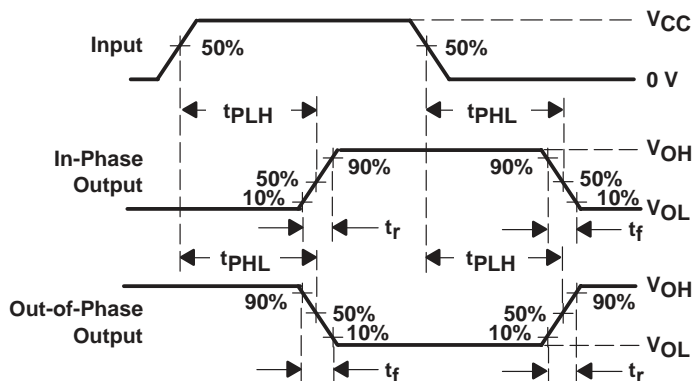 VCC
Input
50%
50%
0 V
tPLH
tPHL
In-Phase
Output
VOH
90%
90%
50%
50%
10%
10%
VOL
tr
tf
tPHL
tPLH
Out-of-Phase
Output
VOH
90%
90%
50%
50%
10%
10%
VOL
tf
tr